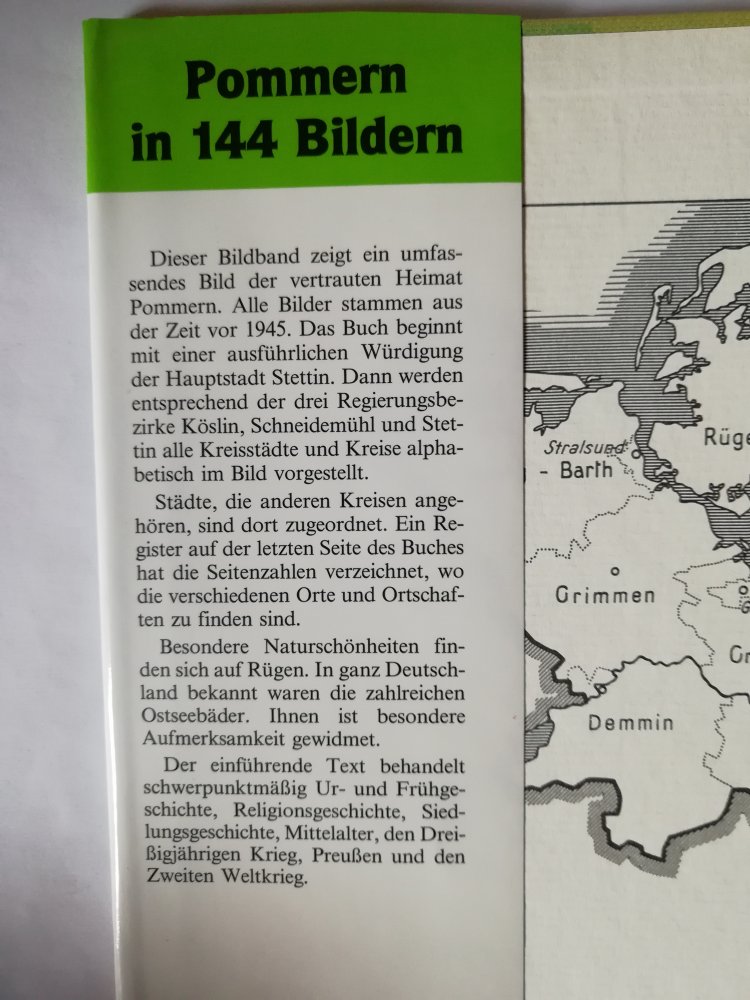 Pommern
in 144 Bildern
Dieser Bildband zeigt ein umfas-
sendes Bild der vertrauten Heimat
Pommern. Alle Bilder stammen aus
der Zeit vor 1945. Das Buch beginnt
mit einer ausführlichen Würdigung
der Hauptstadt Stettin. Dann werden
entsprechend der drei Regierungsbe-
zirke Köslin, Schneidemühl und Stet-
tin alle Kreisstädte und Kreise alpha-
betisch im Bild vorgestellt.
Städte, die anderen Kreisen ange-
hören, sind dort zugeordnet. Ein Re-
gister auf der letzten Seite des Buches
hat die Seitenzahlen verzeichnet, wo
die verschiedenen Orte und Ortschaf-
ten zu finden sind.
Besondere Naturschönheiten fin-
den sich auf Rügen. In ganz Deutsch-
land bekannt waren die zahlreichen
Ostseebäder. Ihnen ist besondere
Aufmerksamkeit gewidmet.
Der einführende Text behandelt
schwerpunktmäßig Ur- und Frühge-
schichte, Religionsgeschichte, Sied-
lungsgeschichte, Mittelalter, den Drei-
ßigjährigen Krieg, Preußen und den
Zweiten Weltkrieg.
Rüge
Stralsund
- Barth
Grimmen
G
Gr
Demmin